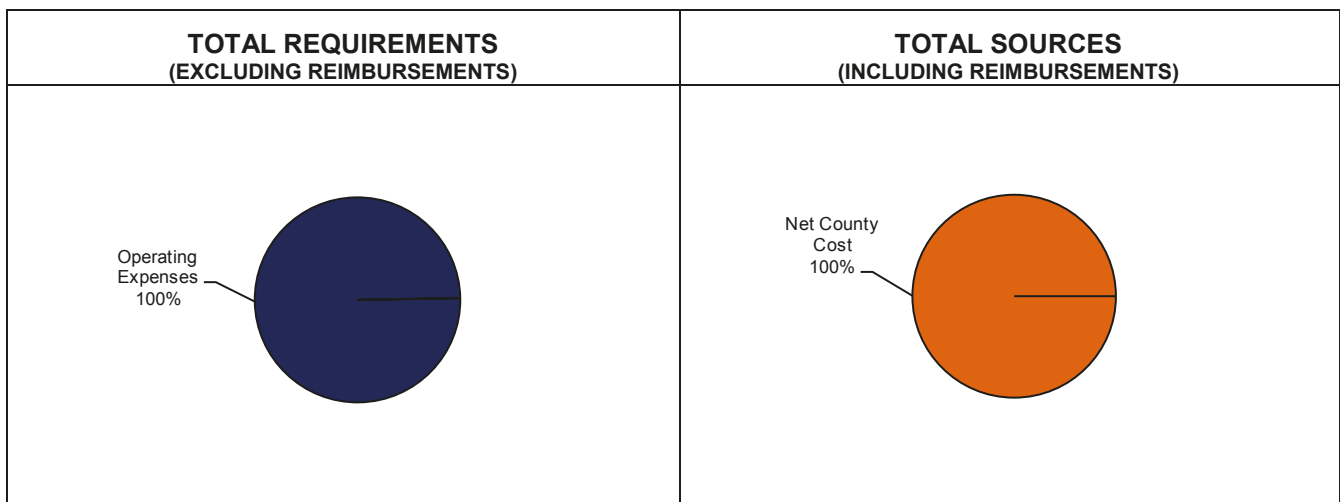 TOTAL REQUIREMENTS
(EXCLUDING REIMBURSEMENTS)
TOTAL SOURCES
(INCLUDING REIMBURSEMENTS)
Operating
Expenses
100%
Net County
Cost
100%